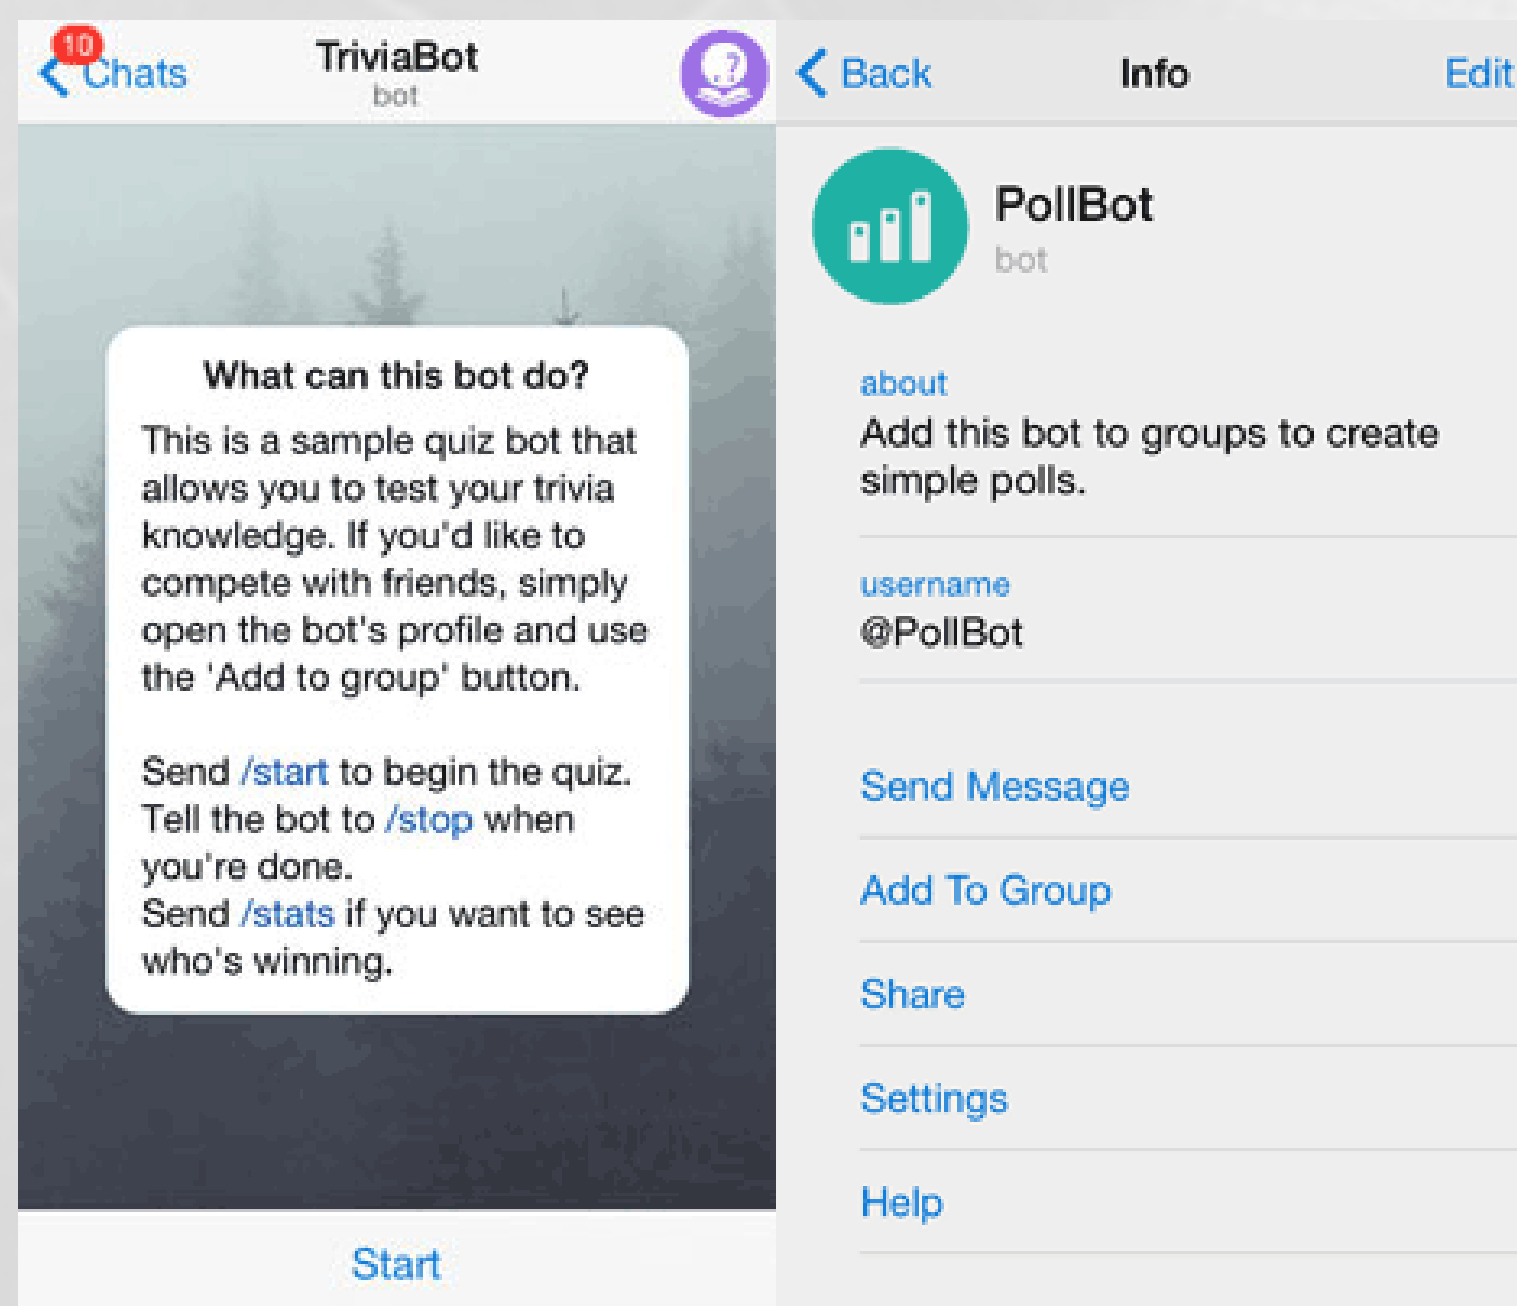 10
Chats
TriviaBot
bot
What can this bot do?
This is a sample quiz bot that
allows you to test your trivia
knowledge. If you'd like to
compete with friends, simply
open the bot's profile and use
the 'Add to group' button.
Send /start to begin the quiz.
Tell the bot to /stop when
you're done.
Send /stats if you want to see
who's winning.
Start
Back
Info
Edit
PollBot
bot
about
Add this bot to groups to create
simple polls.
username
@PollBot
Send Message
Add To Group
Share
Settings
Help